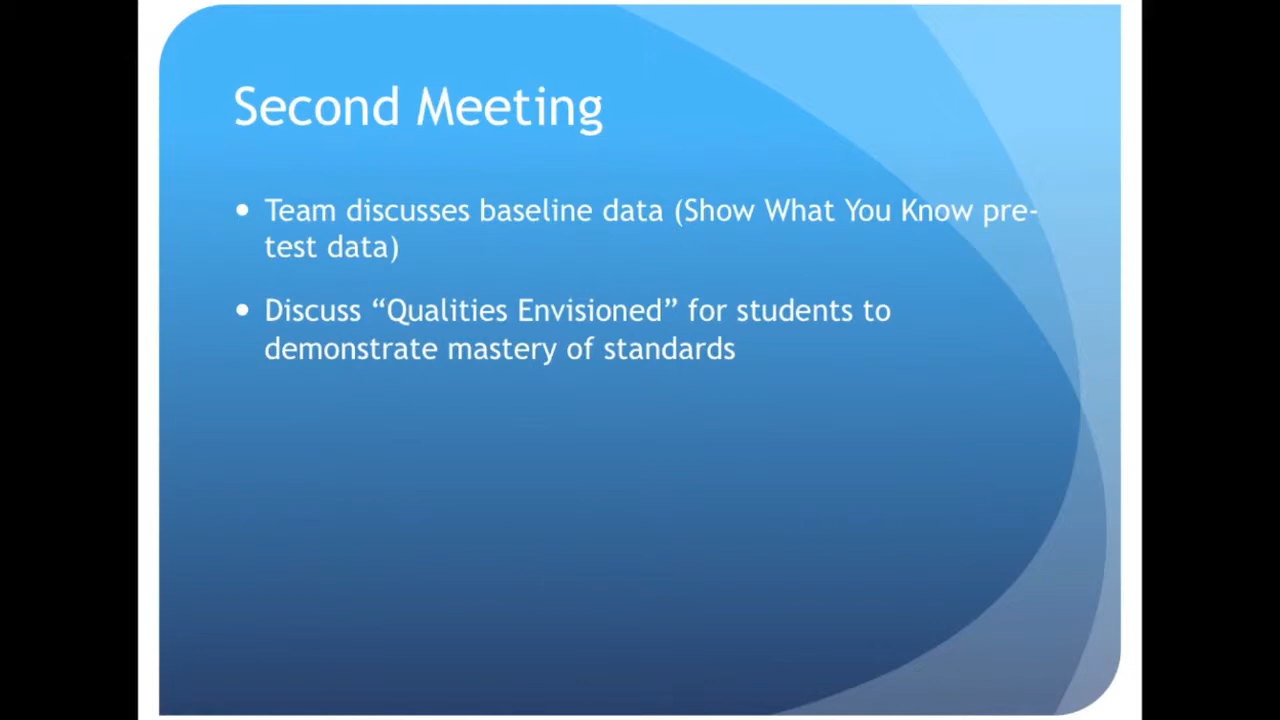 Second Meeting
• Team discusses baseline data (Show What You Know pre-
test data)
• Discuss “Qualities Envisioned” for students to
demonstrate mastery of standards